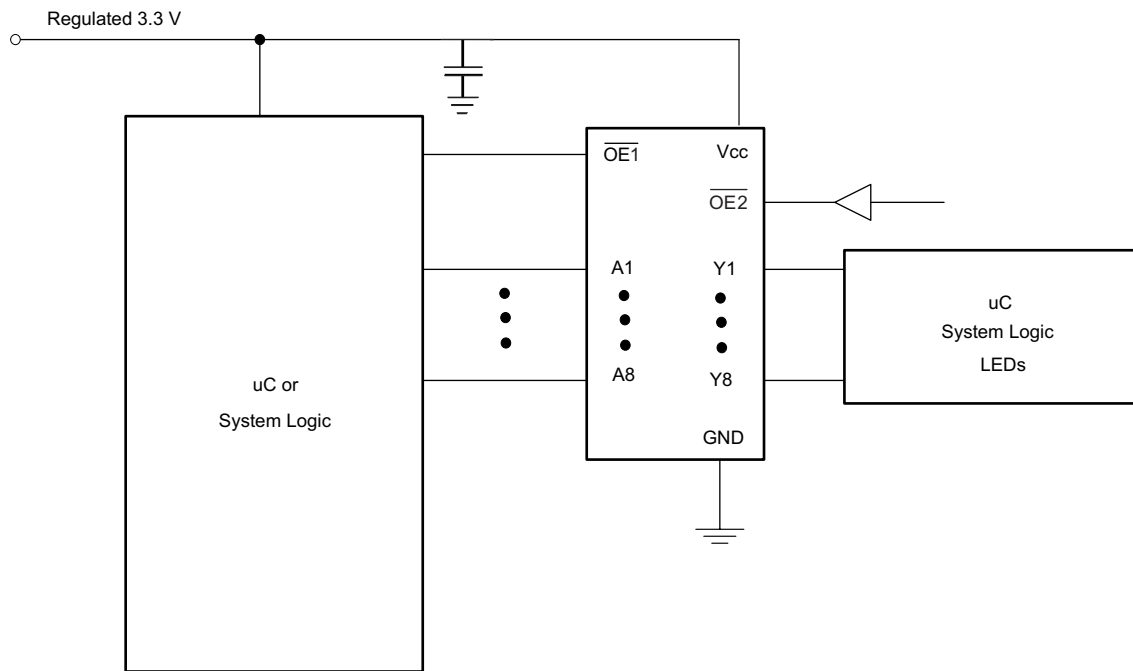 Regulated 3.3 V
OE1
Vcc
OE2
A1
Y1
A8
Y8
GND
uC or
System Logic
uC
System Logic
LEDs